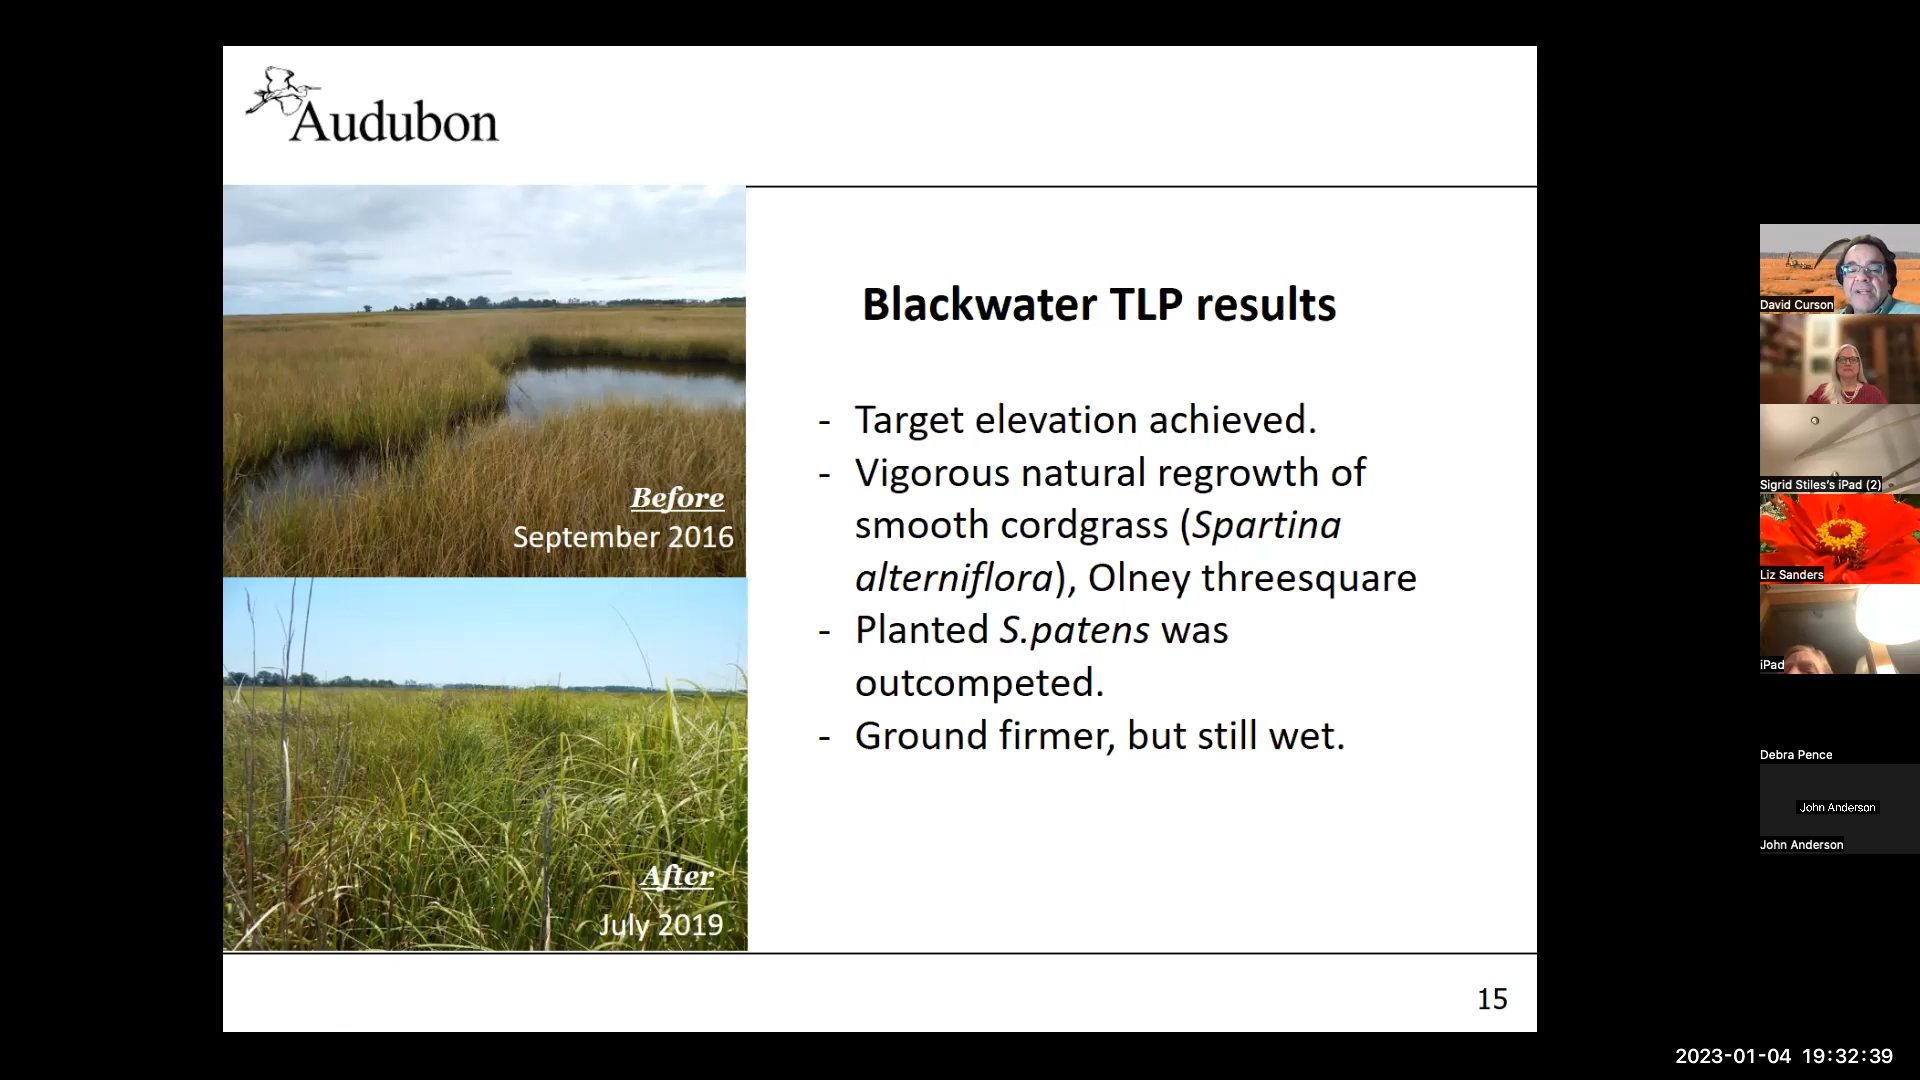 Audubon
Before
September 2016
After
July 2019
Blackwater TLP results
- Target elevation achieved.
- Vigorous natural regrowth of
smooth cordgrass (Spartina
alterniflora), Olney threesquare
- Planted S.patens was
outcompeted.
- Ground firmer, but still wet.
15
David Curson
Sigrid Stiles's iPad (2)
Liz Sanders
iPad
Debra Pence
John Anderson
John Anderson
2023-01-04 19:32:39